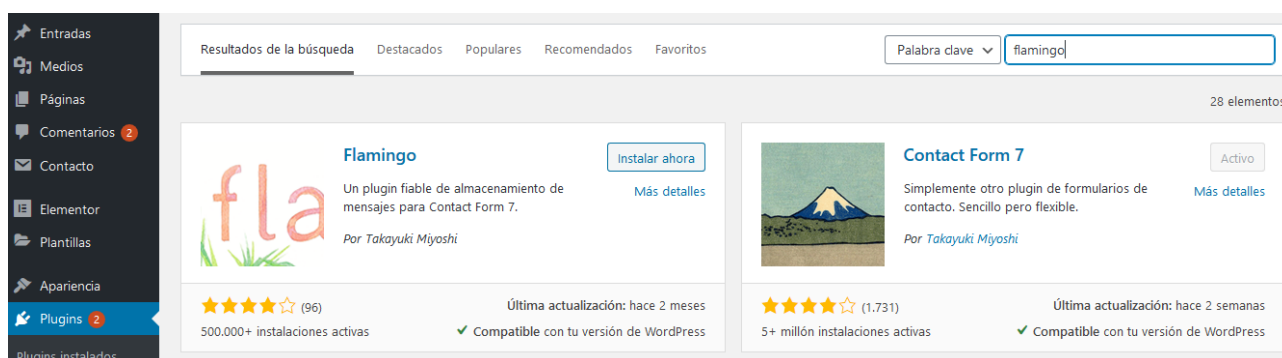 Entradas
Medios
Páginas
Comentarios 2
Contacto
Elementor
Plantillas
Apariencia
Plugins 2
Plugins instalados
Resultados de la búsqueda Destacados Populares Recomendados Favoritos
Palabra clave flamingo
28 elementos
fla
Flamingo
Instalar ahora
Un plugin fiable de almacenamiento de
mensajes para Contact Form 7.
Más detalles
Por Takayuki Miyoshi
(96)
500.000+ instalaciones activas
Última actualización: hace 2 meses
Compatible con tu versión de WordPress
Contact Form 7
Activo
Simplemente otro plugin de formularios de
contacto. Sencillo pero flexible.
Más detalles
Por Takayuki Miyoshi
(1.731)
5+ millón instalaciones activas
Última actualización: hace 2 semanas
Compatible con tu versión de WordPress